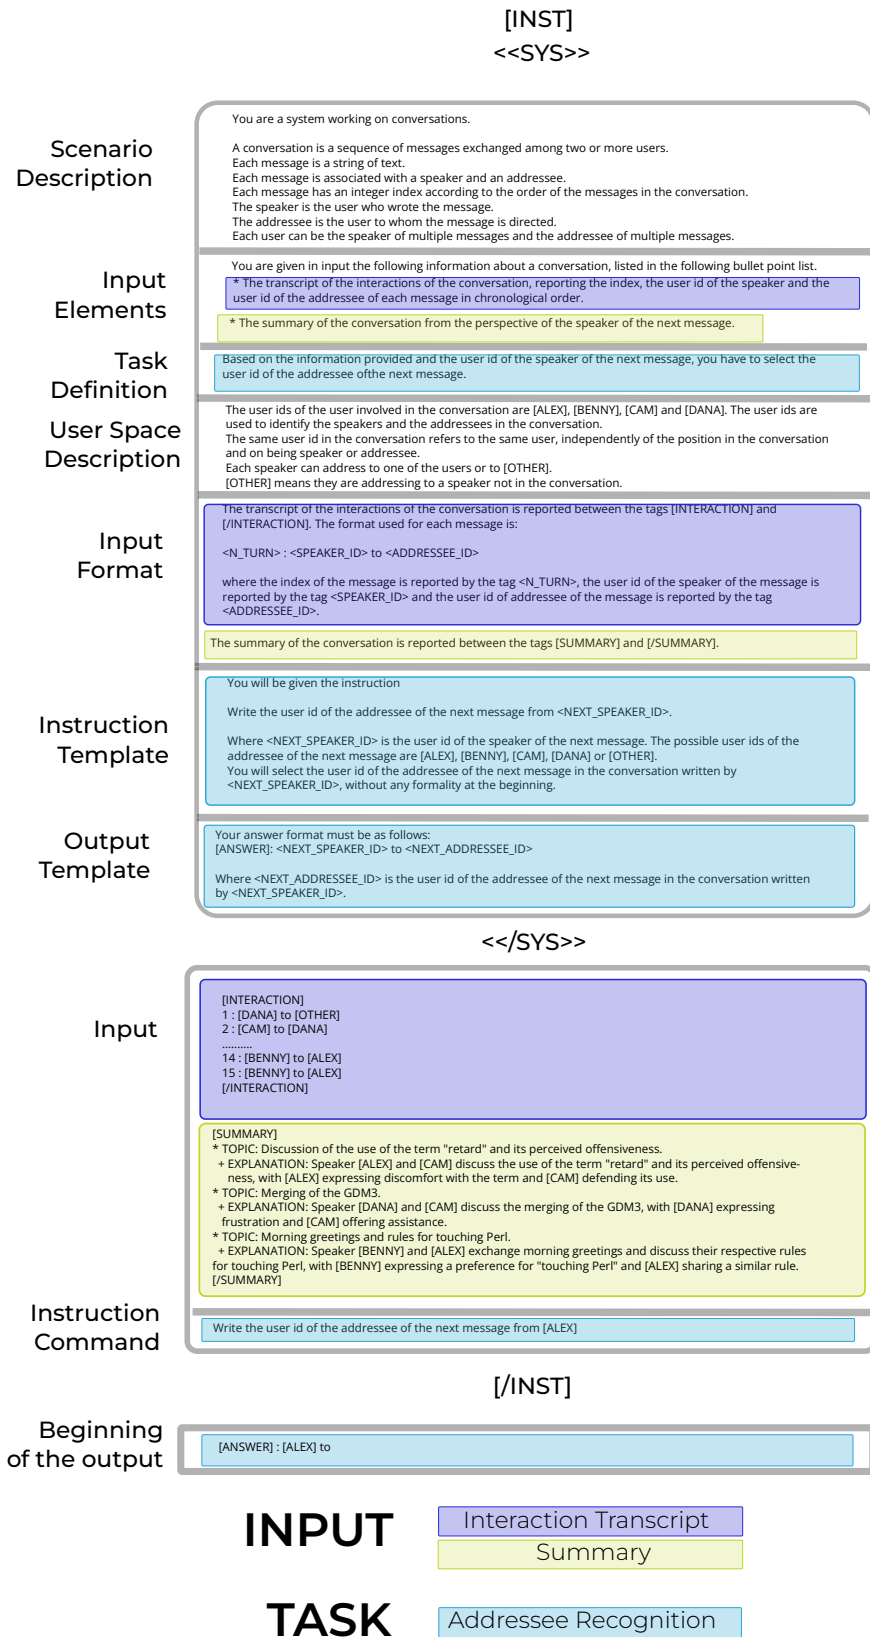 [INST]
<<SYS>>
Scenario
Description
You are a system working on conversations.
A conversation is a sequence of messages exchanged among two or more users.
Each message is a string of text.
Each message is associated with a speaker and an addressee.
Each message has an integer index according to the order of the messages in the conversation.
The speaker is the user who wrote the message.
The addressee is the user to whom the message is directed.
Each user can be the speaker of multiple messages and the addressee of multiple messages.
Input
Elements
You are given in input the following information about a conversation, listed in the following bullet point list.
* The transcript of the interactions of the conversation, reporting the index, the user id of the speaker and the
user id of the addressee of each message in chronological order.
* The summary of the conversation from the perspective of the speaker of the next message.
Task
Definition
Based on the information provided and the user id of the speaker of the next message, you have to select the
user id of the addressee ofthe next message.
User Space
Description
The user ids of the user involved in the conversation are [ALEX], [BENNY], [CAM] and [DANA]. The user ids are
used to identify the speakers and the addressees in the conversation.
The same user id in the conversation refers to the same user, independently of the position in the conversation
and on being speaker or addressee.
Each speaker can address to one of the users or to [OTHER].
[OTHER] means they are addressing to a speaker not in the conversation.
Input
Format
The transcript of the interactions of the conversation is reported between the tags [INTERACTION] and
[/INTERACTION]. The format used for each message is:
<N_TURN> : <SPEAKER_ID> to <ADDRESSEE_ID>
where the index of the message is reported by the tag <N_TURN>, the user id of the speaker of the message is
reported by the tag <SPEAKER_ID> and the user id of addressee of the message is reported by the tag
<ADDRESSEE_ID>.
The summary of the conversation is reported between the tags [SUMMARY] and [/SUMMARY].
Instruction
Template
You will be given the instruction
Write the user id of the addressee of the next message from <NEXT_SPEAKER_ID>.
Where <NEXT_SPEAKER_ID> is the user id of the speaker of the next message. The possible user ids of the
addressee of the next message are [ALEX], [BENNY], [CAM], [DANA] or [OTHER].
You will select the user id of the addressee of the next message in the conversation written by
<NEXT_SPEAKER_ID>, without any formality at the beginning.
Output
Template
Your answer format must be as follows:
[ANSWER]: <NEXT_SPEAKER_ID> to <NEXT_ADDRESSEE_ID>
Where <NEXT_ADDRESSEE_ID> is the user id of the addressee of the next message in the conversation written
by <NEXT_SPEAKER_ID>.
<</SYS>>
Input
[INTERACTION]
1 : [DANA] to [OTHER]
2 : [CAM] to [DANA]
..........
14 : [BENNY] to [ALEX]
15 : [BENNY] to [ALEX]
[/INTERACTION]
[SUMMARY]
* TOPIC: Discussion of the use of the term "retard" and its perceived offensiveness.
+ EXPLANATION: Speaker [ALEX] and [CAM] discuss the use of the term "retard" and its perceived offensive-
ness, with [ALEX] expressing discomfort with the term and [CAM] defending its use.
* TOPIC: Merging of the GDM3.
+ EXPLANATION: Speaker [DANA] and [CAM] discuss the merging of the GDM3, with [DANA] expressing
frustration and [CAM] offering assistance.
* TOPIC: Morning greetings and rules for touching Perl.
+ EXPLANATION: Speaker [BENNY] and [ALEX] exchange morning greetings and discuss their respective rules
for touching Perl, with [BENNY] expressing a preference for "touching Perl" and [ALEX] sharing a similar rule.
[/SUMMARY]
Instruction
Command
Write the user id of the addressee of the next message from [ALEX]
[/INST]
Beginning
of the output
[ANSWER] : [ALEX] to
INPUT
Interaction Transcript
Summary
TASK
Addressee Recognition